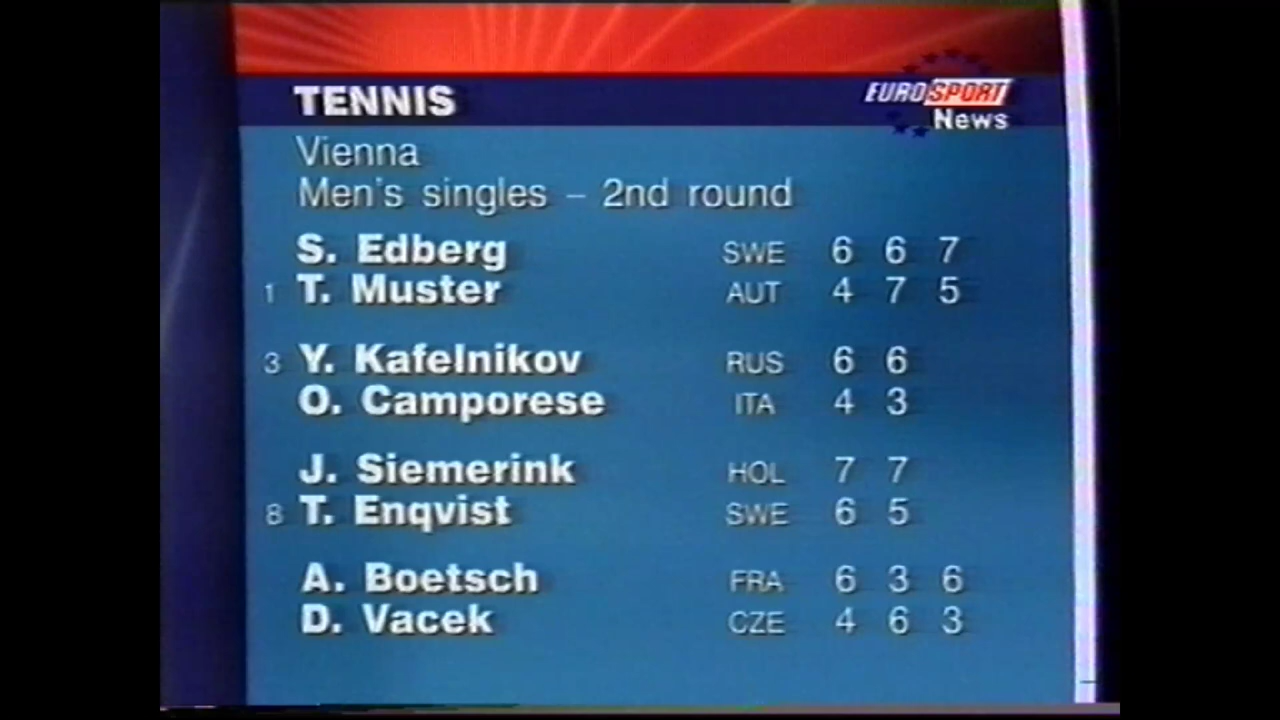 TENNIS
EUROSPORT
News
Vienna
Men's singles – 2nd round
S. Edberg SWE 6 6 7
1 T. Muster AUT 4 7 5
3 Y. Kafelnikov RUS 6 6
O. Camporese ITA 4 3
J. Siemerink HOL 7 7
8 T. Enqvist SWE 6 5
A. Boetsch FRA 6 3 6
D. Vacek CZE 4 6 3